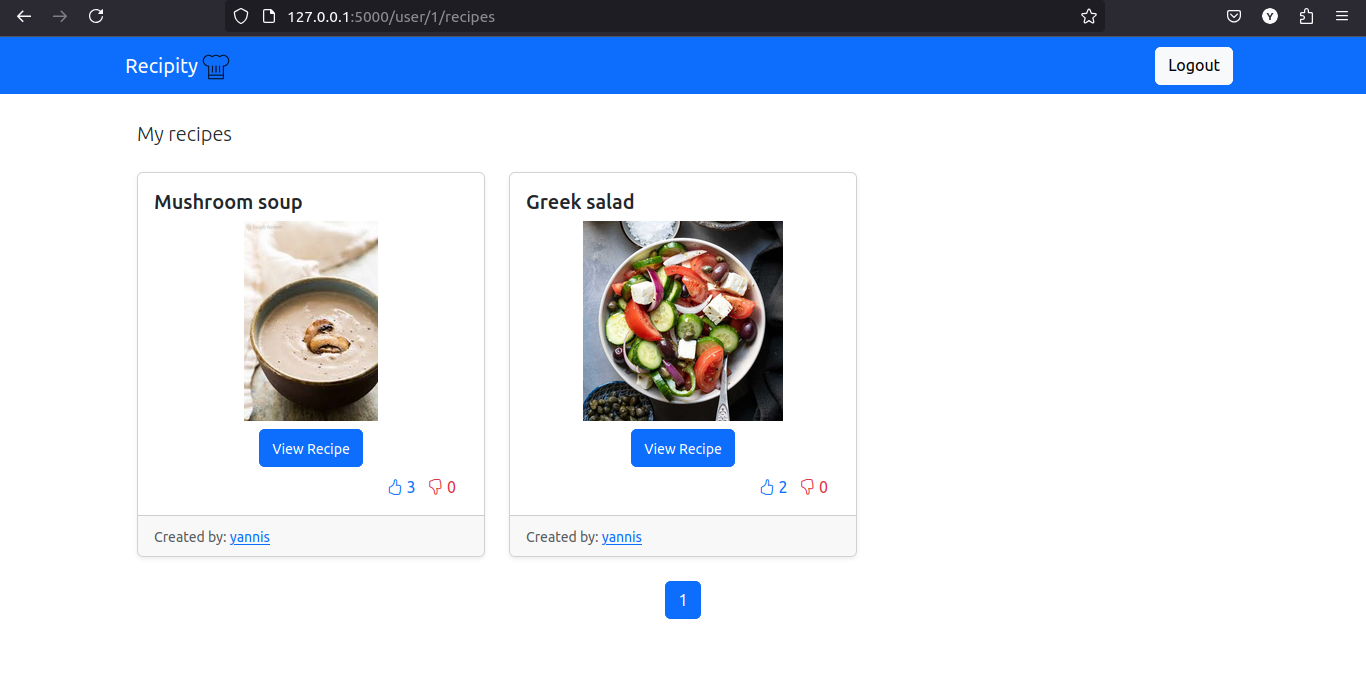 127.0.0.1:5000/user/1/recipes
Y
Recipity
Logout
My recipes
Mushroom soup
View Recipe
3 0
Created by: yannis
Greek salad
View Recipe
2 0
Created by: yannis
1